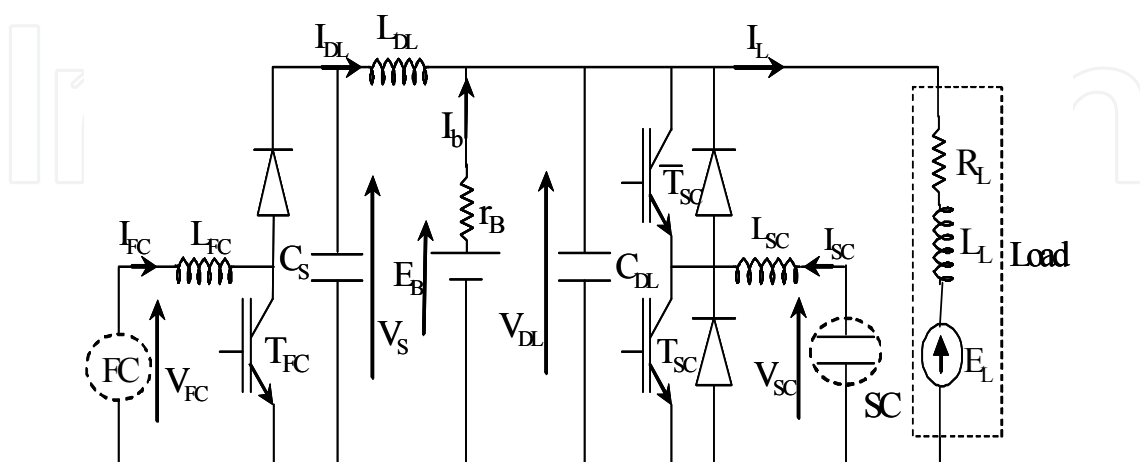 I_DL
L_DL
I_L
I_b
T̅_SC
R_L
r_B
I_FC
L_FC
C_S
L_SC
I_SC
L_L
Load
E_B
C_DL
V_S
V_DL
FC
V_FC
T_FC
T_SC
V_SC
SC
E_L